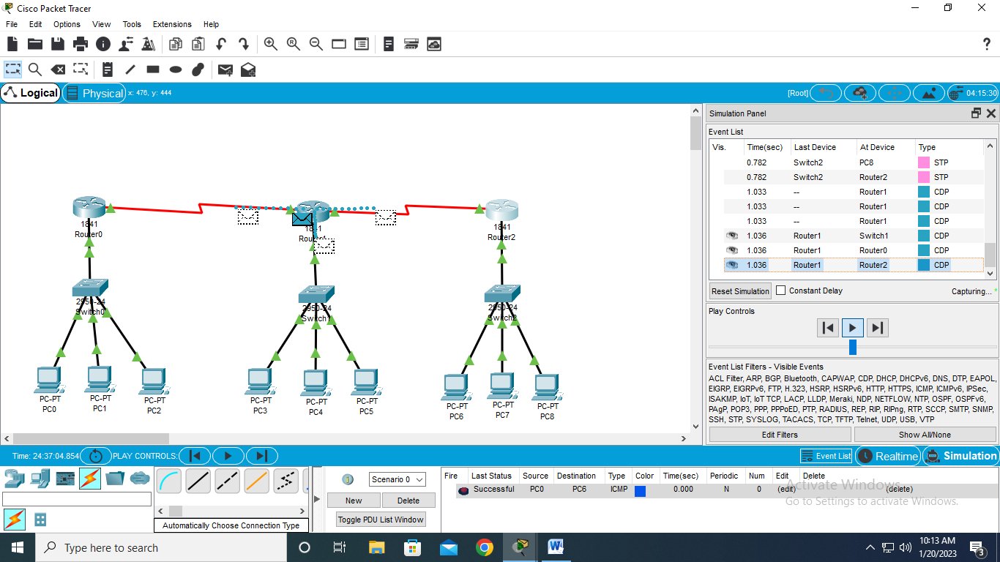 Cisco Packet Tracer
File Edit Options View Tools Extensions Help
Logical Physical x: 476, y: 444 [Root] 04:15:30
Simulation Panel
Event List
Vis. Time(sec) Last Device At Device Type
0.782 Switch2 PC8 STP
0.782 Switch2 Router2 STP
1.033 -- Router1 CDP
1.033 -- Router1 CDP
1.033 -- Router1 CDP
1.036 Router1 Switch1 CDP
1.036 Router1 Router0 CDP
1.036 Router1 Router2 CDP
Reset Simulation Constant Delay Capturing... *
Play Controls
Event List Filters - Visible Events
ACL Filter, ARP, BGP, Bluetooth, CAPWAP, CDP, DHCP, DHCPv6, DNS, DTP, EAPOL,
EIGRP, EIGRPv6, FTP, H.323, HSRP, HSRPv6, HTTP, HTTPS, ICMP, ICMPv6, IPSec,
ISAKMP, IoT, IoT TCP, LACP, LLDP, Meraki, NDP, NETFLOW, NTP, OSPF, OSPFv6,
PAgP, POP3, PPP, PPPoED, PTP, RADIUS, REP, RIP, RIPng, RTP, SCCP, SMTP, SNMP,
SSH, STP, SYSLOG, TACACS, TCP, TFTP, Telnet, UDP, USB, VTP
Edit Filters Show All/None
1841
Router0
1841
Router1
1841
Router2
2950-24
Switch0
2950-24
Switch1
2950-24
Switch2
PC-PT
PC0
PC-PT
PC1
PC-PT
PC2
PC-PT
PC3
PC-PT
PC4
PC-PT
PC5
PC-PT
PC6
PC-PT
PC7
PC-PT
PC8
Time: 24:37:04.854 PLAY CONTROLS: Event List Realtime Simulation
Automatically Choose Connection Type
Scenario 0
New Delete
Toggle PDU List Window
Fire Last Status Source Destination Type Color Time(sec) Periodic Num Edit Delete
Successful PC0 PC6 ICMP 0.000 N 0 (edit) (delete)
Activate Windows
Go to Settings to activate Windows.
Type here to search
10:13 AM
1/20/2023
3